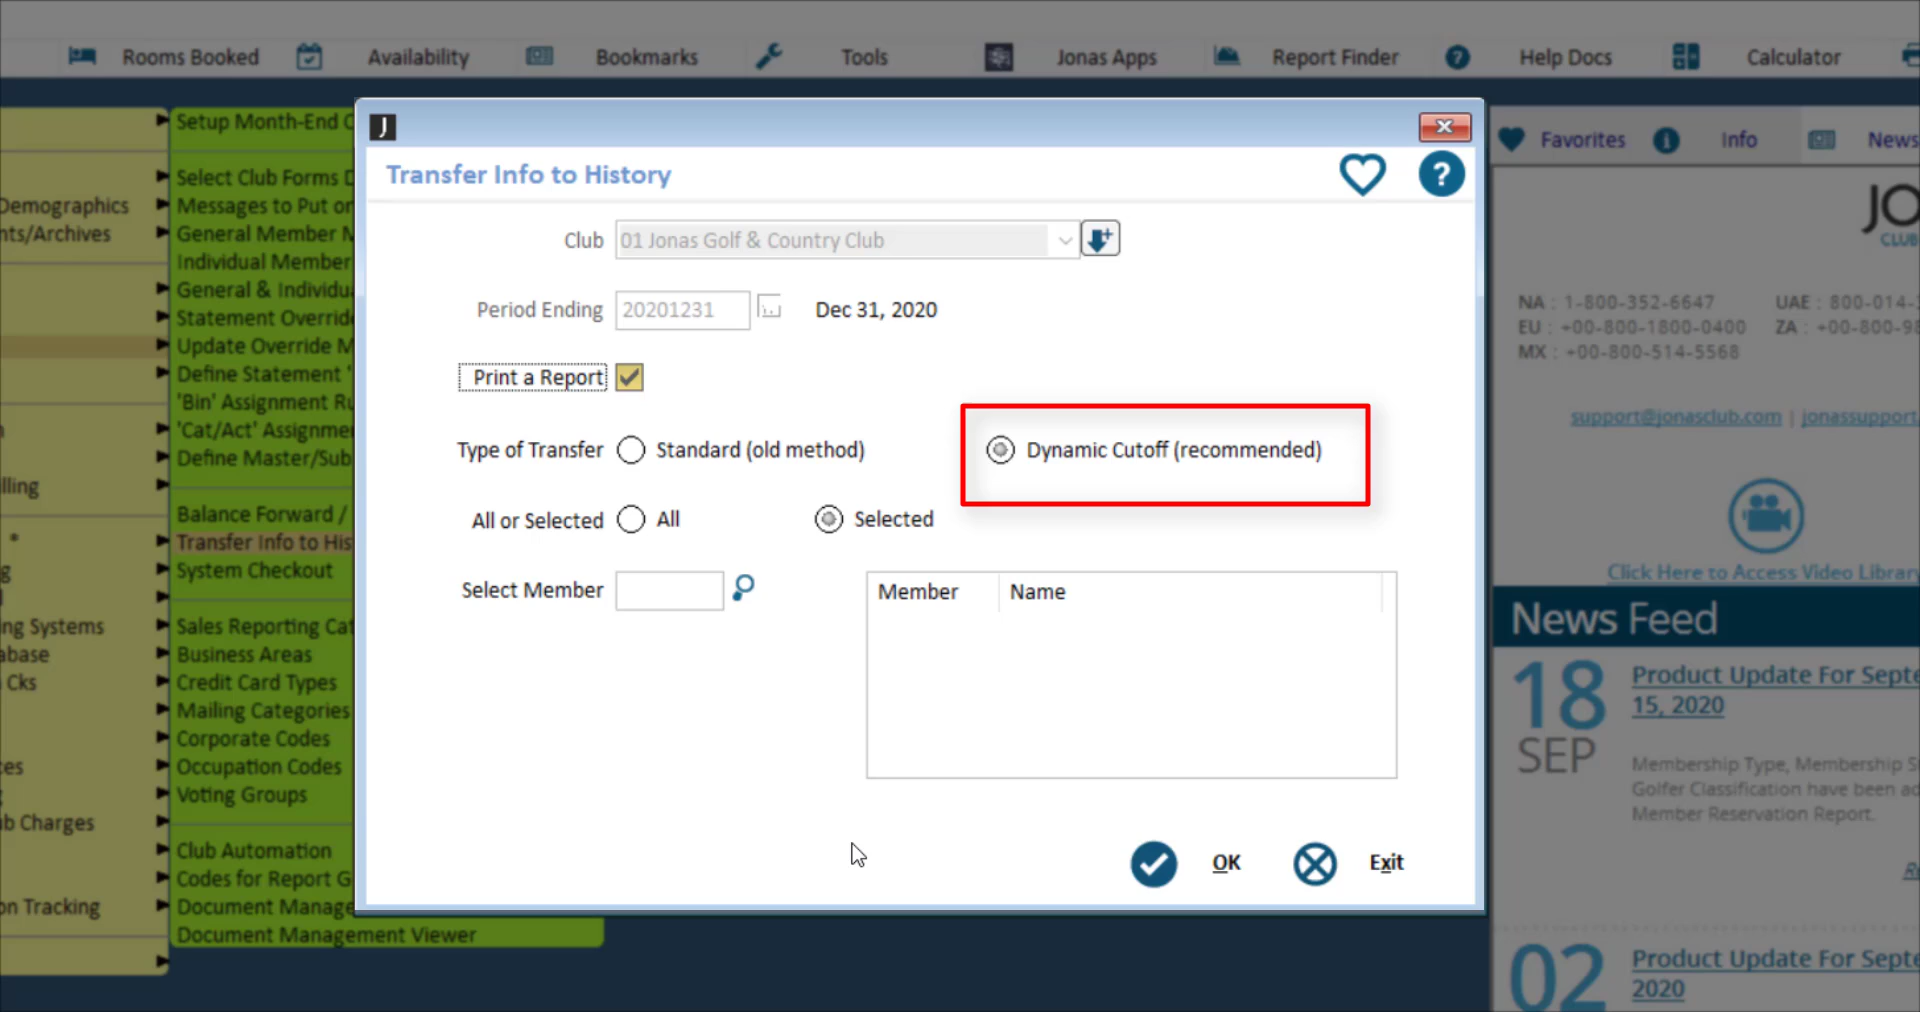 Rooms Booked Availability Bookmarks Tools Jonas Apps Report Finder Help Docs Calculator
Demographics
nts/Archives
lling
*
g
ng Systems
abase
Cks
ces
b Charges
on Tracking
Setup Month-End C
Select Club Forms D
Messages to Put on
General Member M
Individual Member
General & Individua
Statement Override
Update Override M
Define Statement '
'Bin' Assignment Ru
'Cat/Act' Assignme
Define Master/Sub
Balance Forward /
Transfer Info to His
System Checkout
Sales Reporting Cat
Business Areas
Credit Card Types
Mailing Categories
Corporate Codes
Occupation Codes
Voting Groups
Club Automation
Codes for Report G
Document Manage
Document Management Viewer
J
Transfer Info to History
?
Club 01 Jonas Golf & Country Club
Period Ending 20201231 Dec 31, 2020
Print a Report
Type of Transfer Standard (old method) Dynamic Cutoff (recommended)
All or Selected All Selected
Select Member
Member Name
OK Exit
Favorites Info News
JO
CLUB
NA : 1-800-352-6647 UAE : 800-014-
EU : +00-800-1800-0400 ZA : +00-800-98
MX : +00-800-514-5568
support@jonasclub.com | jonassupport.
Click Here to Access Video Library
News Feed
18
SEP
Product Update For Septe
15, 2020
Membership Type, Membership S
Golfer Classification have been ad
Member Reservation Report.
02
Product Update For Septe
2020